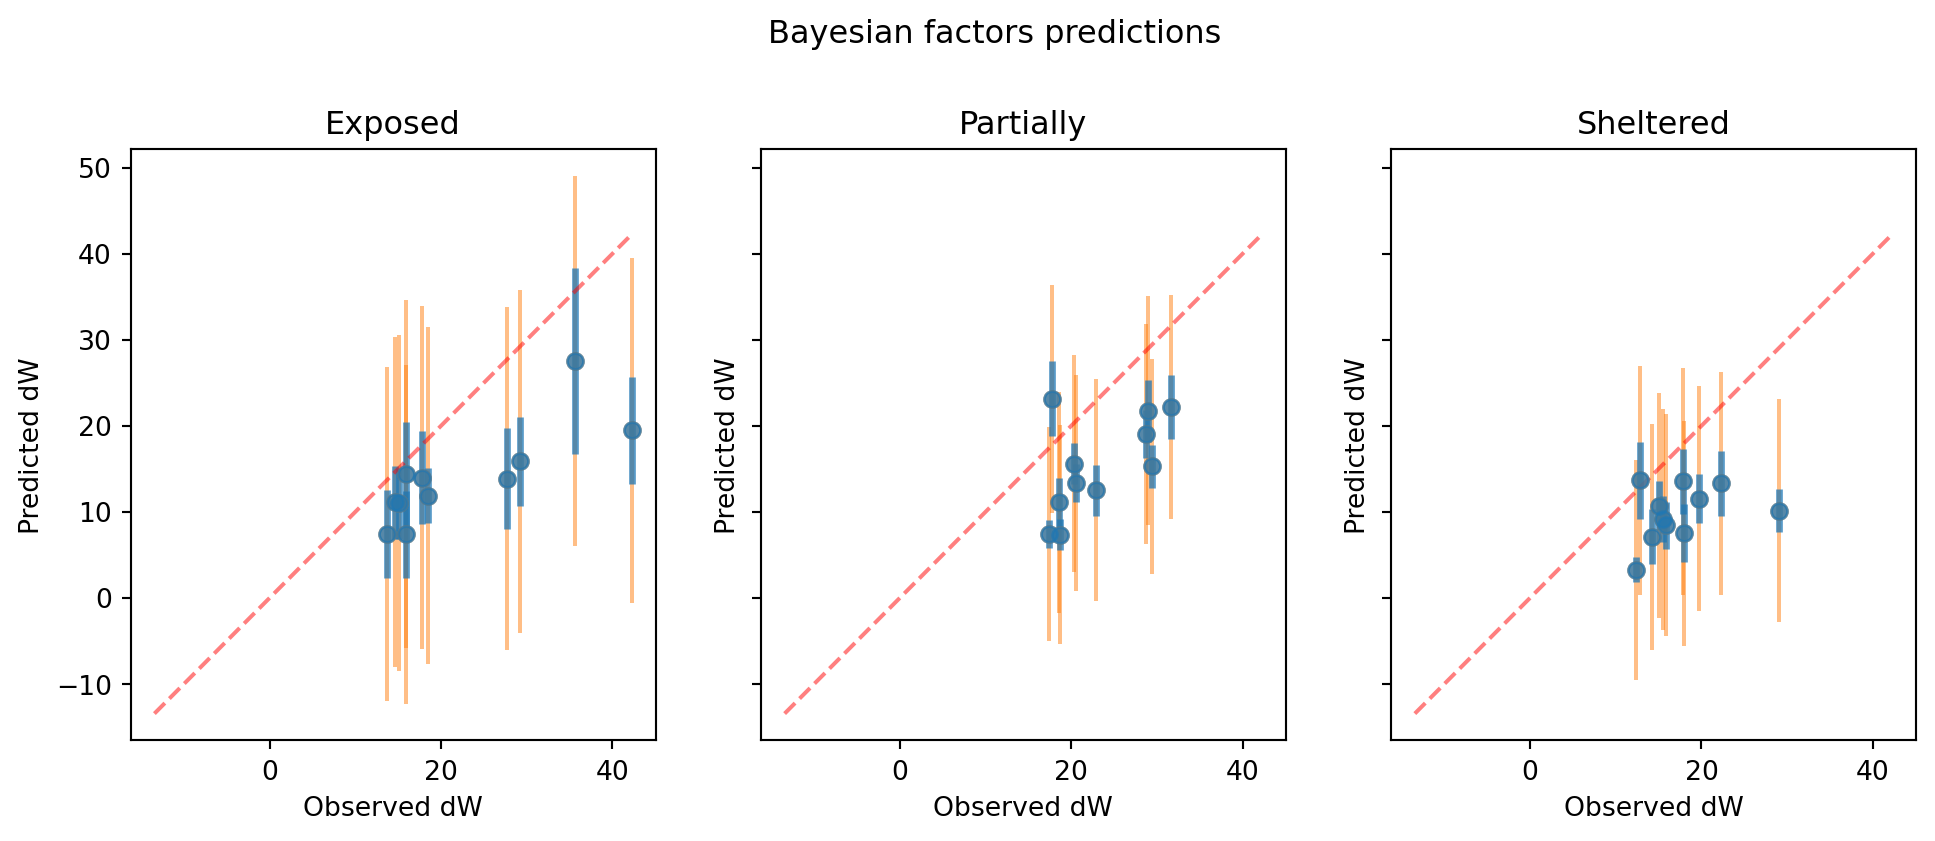 Bayesian factors predictions
Exposed
Partially
Sheltered
50
40
30
20
10
0
−10
Predicted dW
Predicted dW
Predicted dW
0 20 40
0 20 40
0 20 40
Observed dW
Observed dW
Observed dW